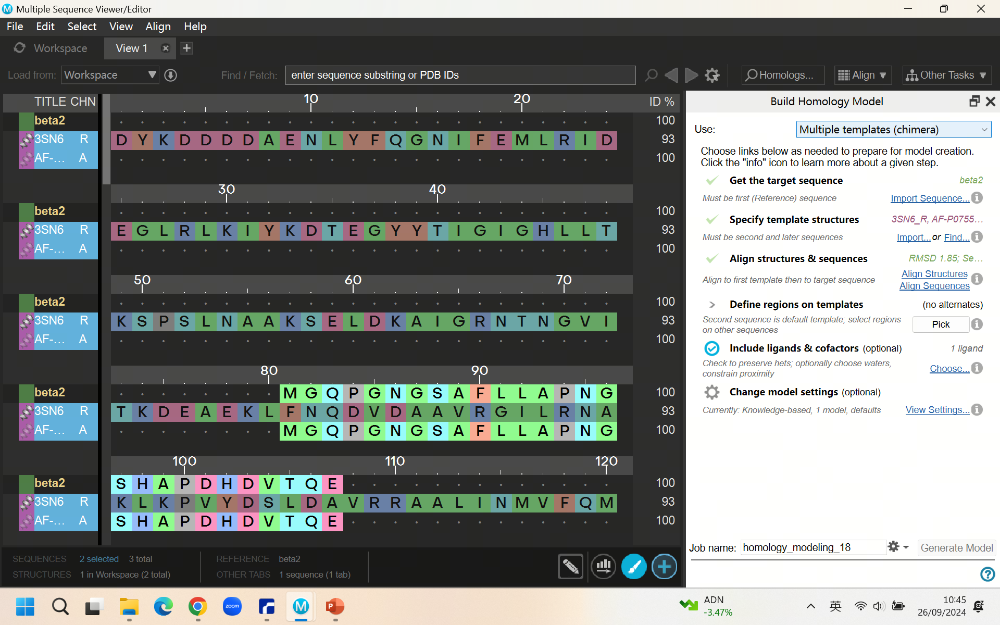 Multiple Sequence Viewer/Editor
File Edit Select View Align Help
Workspace View 1
Load from: Workspace Find / Fetch: enter sequence substring or PDB IDs Homologs... Align Other Tasks
TITLE CHN 10 20 ID %
beta2 100
3SN6 R D Y K D D D D A E N L Y F Q G N I F E M L R I D 93
AF-... A 100
30 40
beta2 100
3SN6 R E G L R L K I Y K D T E G Y Y T I G I G H L L T 93
AF-... A 100
50 60 70
beta2 100
3SN6 R K S P S L N A A K S E L D K A I G R N T N G V I 93
AF-... A 100
80 90
beta2 M G Q P G N G S A F L L A P N G 100
3SN6 R T K D E A E K L F N Q D V D A A V R G I L R N A 93
AF-... A M G Q P G N G S A F L L A P N G 100
100 110 120
beta2 S H A P D H D V T Q E 100
3SN6 R K L K P V Y D S L D A V R R A A L I N M V F Q M 93
AF-... A S H A P D H D V T Q E 100
SEQUENCES 2 selected 3 total REFERENCE beta2
STRUCTURES 1 in Workspace (2 total) OTHER TABS 1 sequence (1 tab)
Build Homology Model
Use: Multiple templates (chimera)
Choose links below as needed to prepare for model creation.
Click the "info" icon to learn more about a given step.
Get the target sequence beta2
Must be first (Reference) sequence Import Sequence...
Specify template structures 3SN6_R, AF-P0755...
Must be second and later sequences Import... or Find...
Align structures & sequences RMSD 1.85; Se...
Align Structures
Align to first template then to target sequence
Align Sequences
Define regions on templates (no alternates)
Second sequence is default template; select regions
on other sequences
Pick
Include ligands & cofactors (optional) 1 ligand
Check to preserve hets; optionally choose waters,
constrain proximity
Choose...
Change model settings (optional)
Currently: Knowledge-based, 1 model, defaults View Settings...
Job name: homology_modeling_18 Generate Model
zoom
ADN
-3.47%
英
10:45
26/09/2024